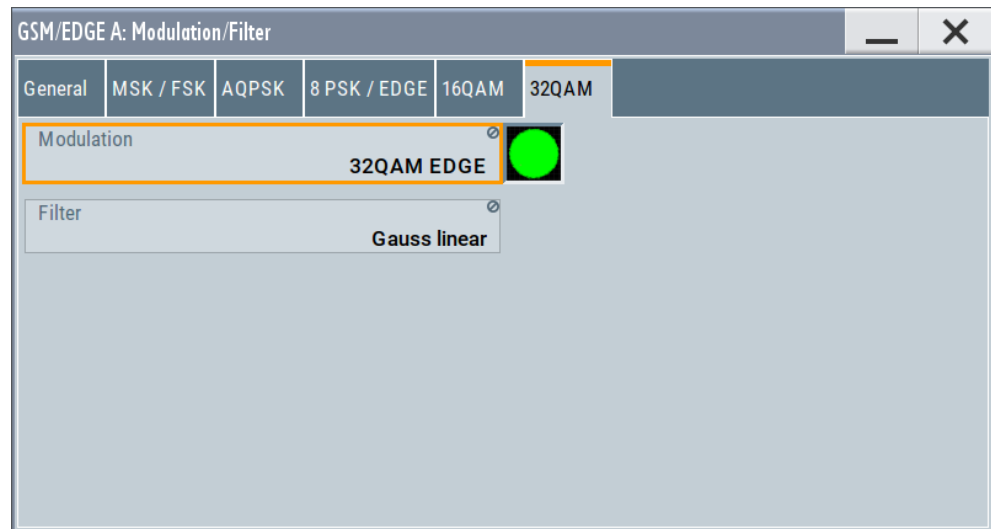 GSM/EDGE A: Modulation/Filter
General MSK / FSK AQPSK 8 PSK / EDGE 16QAM 32QAM
Modulation
32QAM EDGE
Filter
Gauss linear